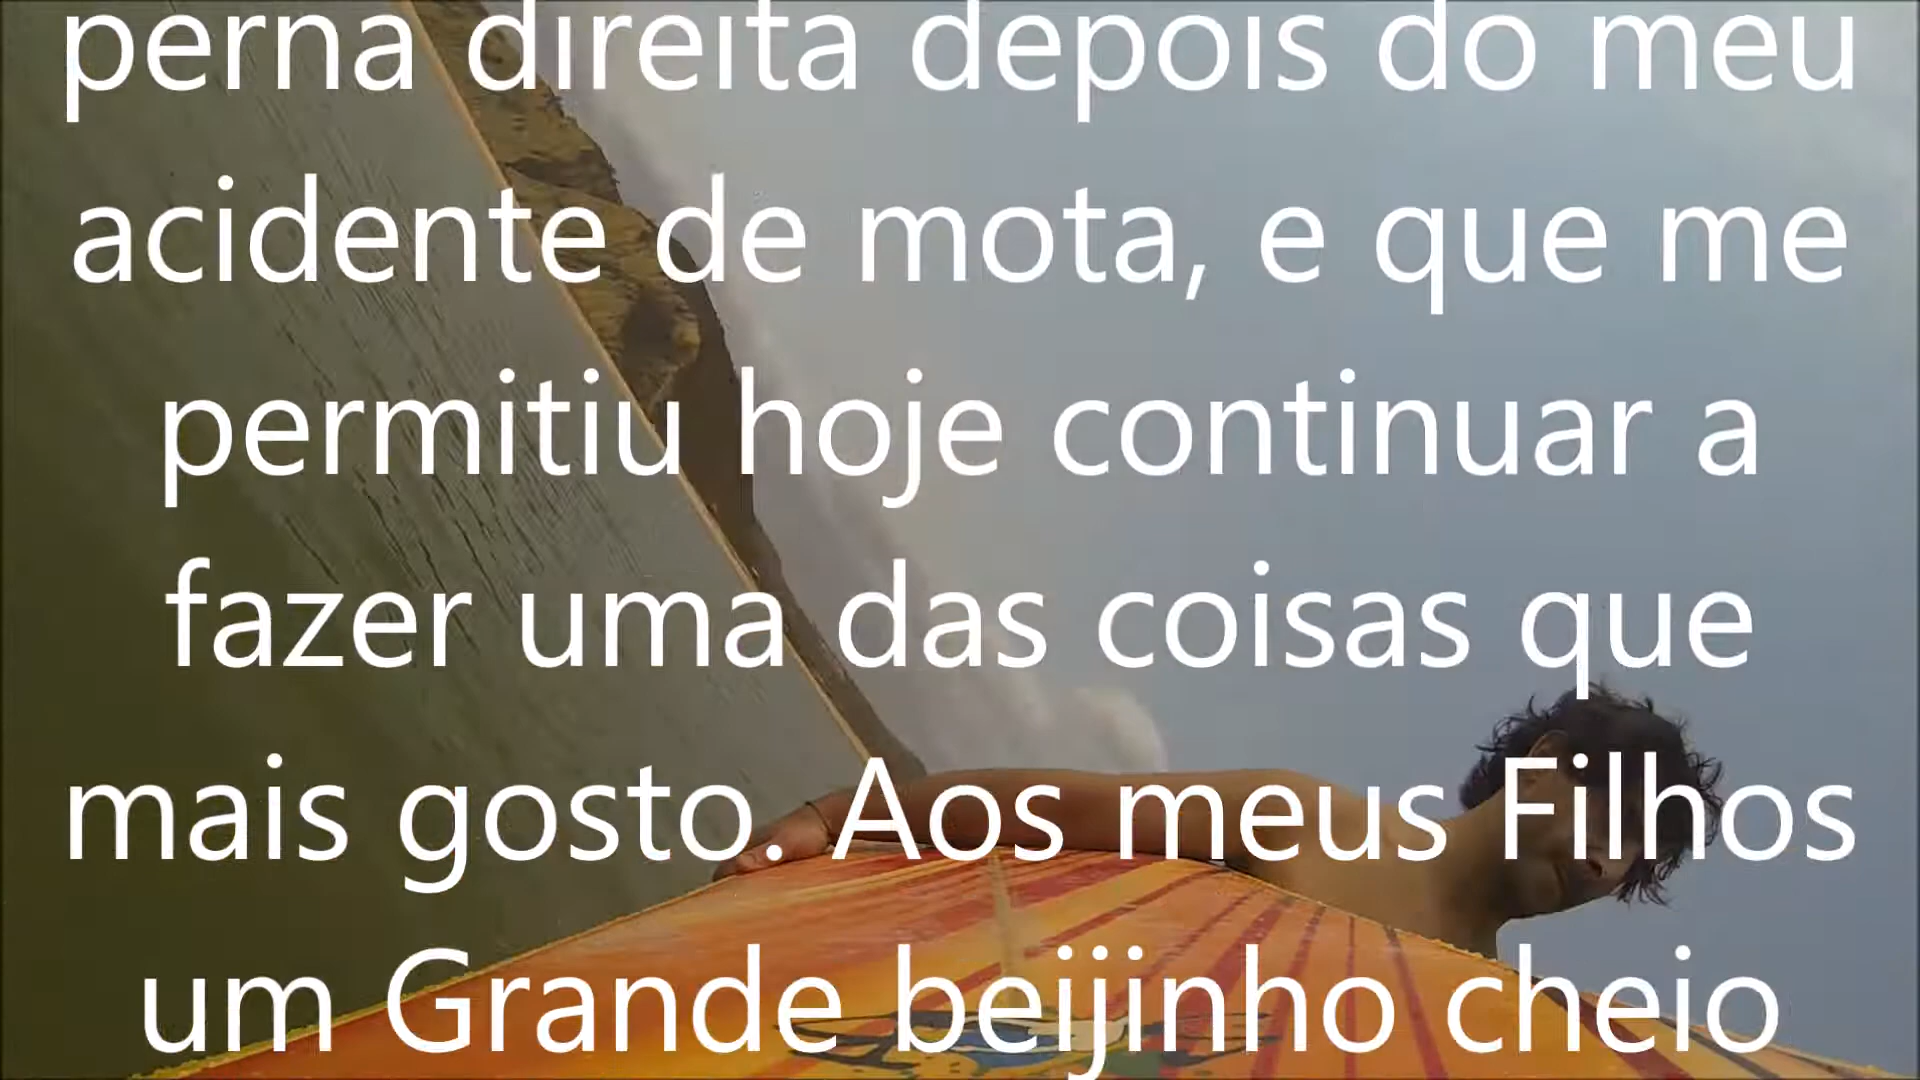 perna direita depois do meu
acidente de mota, e que me
permitiu hoje continuar a
fazer uma das coisas que
mais gosto. Aos meus Filhos
um Grande beijinho cheio